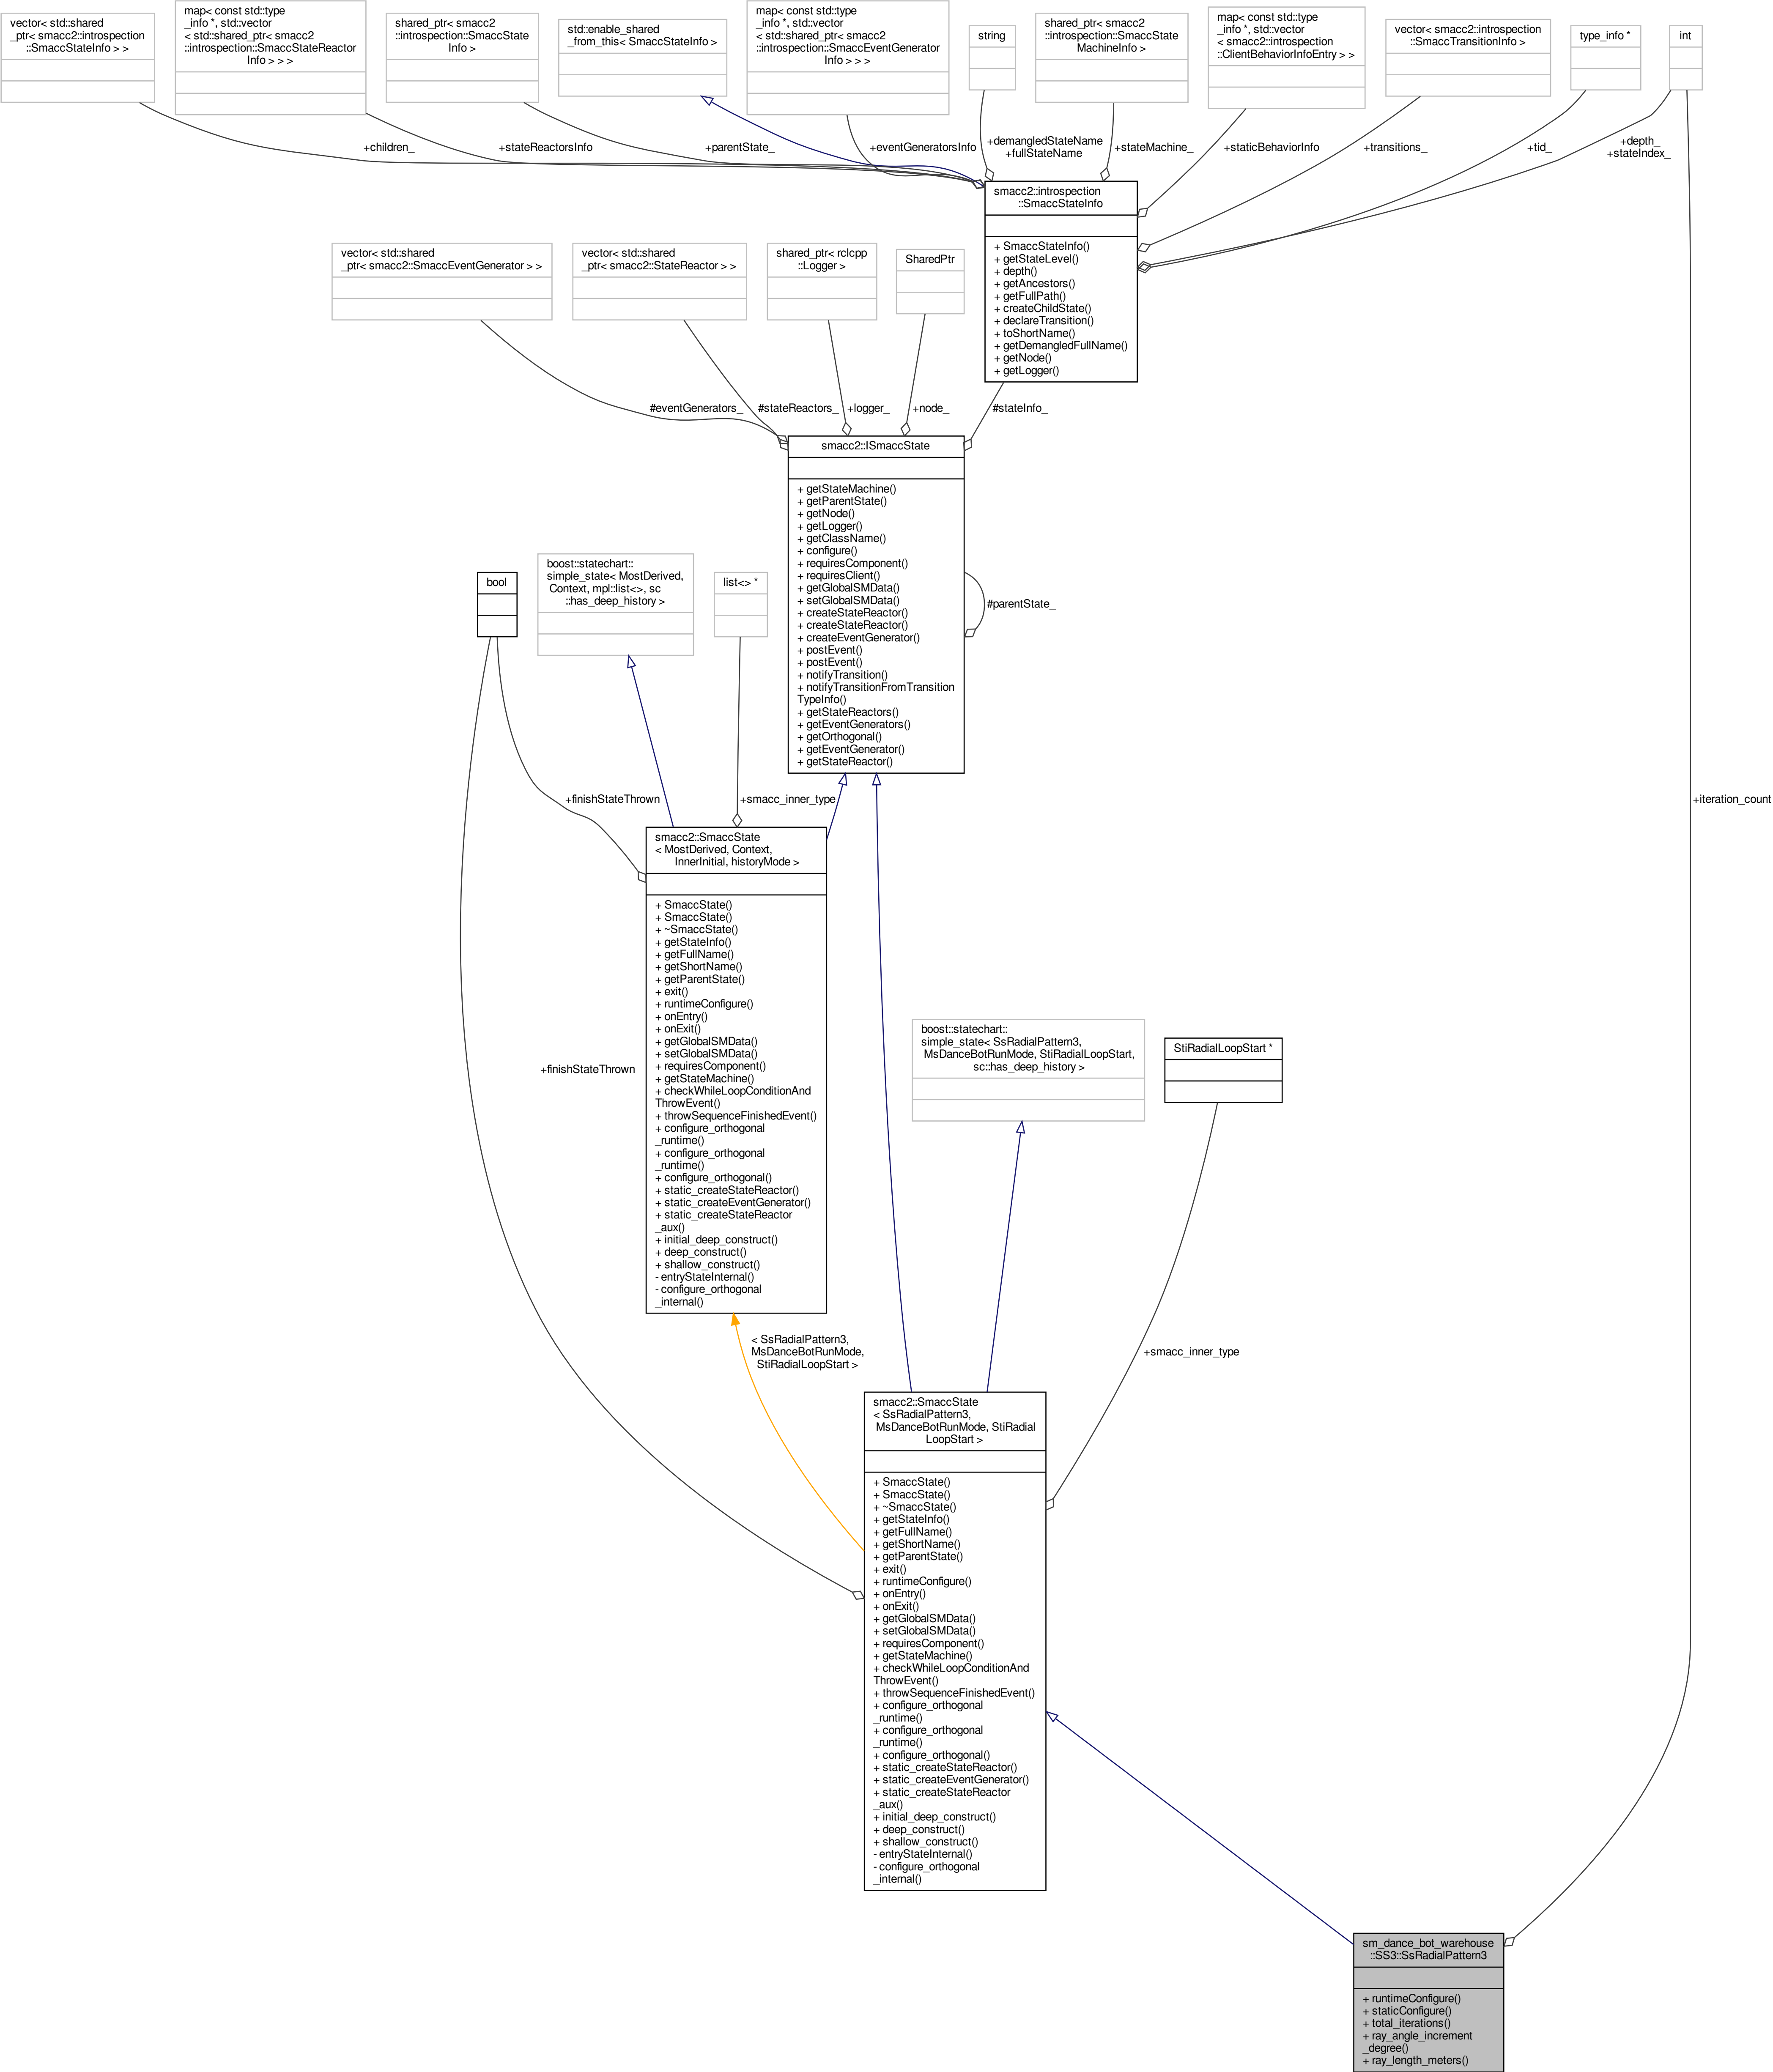 vector< std::shared
_ptr< smacc2::introspection
::SmaccStateInfo > >
map< const std::type
_info *, std::vector
< std::shared_ptr< smacc2
::introspection::SmaccStateReactor
Info > > >
shared_ptr< smacc2
::introspection::SmaccState
Info >
std::enable_shared
_from_this< SmaccStateInfo >
map< const std::type
_info *, std::vector
< std::shared_ptr< smacc2
::introspection::SmaccEventGenerator
Info > > >
string
shared_ptr< smacc2
::introspection::SmaccState
MachineInfo >
map< const std::type
_info *, std::vector
< smacc2::introspection
::ClientBehaviorInfoEntry > >
vector< smacc2::introspection
::SmaccTransitionInfo >
type_info *
int
+children_
+stateReactorsInfo
+parentState_
+eventGeneratorsInfo
+demangledStateName
+fullStateName
+stateMachine_
+staticBehaviorInfo
+transitions_
+tid_
+depth_
+stateIndex_
smacc2::introspection
::SmaccStateInfo
+ SmaccStateInfo()
+ getStateLevel()
+ depth()
+ getAncestors()
+ getFullPath()
+ createChildState()
+ declareTransition()
+ toShortName()
+ getDemangledFullName()
+ getNode()
+ getLogger()
vector< std::shared
_ptr< smacc2::SmaccEventGenerator > >
vector< std::shared
_ptr< smacc2::StateReactor > >
shared_ptr< rclcpp
::Logger >
SharedPtr
#eventGenerators_
#stateReactors_
+logger_
+node_
#stateInfo_
smacc2::ISmaccState
+ getStateMachine()
+ getParentState()
+ getNode()
+ getLogger()
+ getClassName()
+ configure()
+ requiresComponent()
+ requiresClient()
+ getGlobalSMData()
+ setGlobalSMData()
+ createStateReactor()
+ createStateReactor()
+ createEventGenerator()
+ postEvent()
+ postEvent()
+ notifyTransition()
+ notifyTransitionFromTransition
TypeInfo()
+ getStateReactors()
+ getEventGenerators()
+ getOrthogonal()
+ getEventGenerator()
+ getStateReactor()
#parentState_
bool
boost::statechart::
simple_state< MostDerived,
Context, mpl::list<>, sc
::has_deep_history >
list<> *
+finishStateThrown
+smacc_inner_type
+iteration_count
smacc2::SmaccState
< MostDerived, Context,
InnerInitial, historyMode >
+ SmaccState()
+ SmaccState()
+ ~SmaccState()
+ getStateInfo()
+ getFullName()
+ getShortName()
+ getParentState()
+ exit()
+ runtimeConfigure()
+ onEntry()
+ onExit()
+ getGlobalSMData()
+ setGlobalSMData()
+ requiresComponent()
+ getStateMachine()
+ checkWhileLoopConditionAnd
ThrowEvent()
+ throwSequenceFinishedEvent()
+ configure_orthogonal
_runtime()
+ configure_orthogonal
_runtime()
+ configure_orthogonal()
+ static_createStateReactor()
+ static_createEventGenerator()
+ static_createStateReactor
_aux()
+ initial_deep_construct()
+ deep_construct()
+ shallow_construct()
- entryStateInternal()
- configure_orthogonal
_internal()
+finishStateThrown
boost::statechart::
simple_state< SsRadialPattern3,
MsDanceBotRunMode, StiRadialLoopStart,
sc::has_deep_history >
StiRadialLoopStart *
< SsRadialPattern3,
MsDanceBotRunMode,
StiRadialLoopStart >
+smacc_inner_type
smacc2::SmaccState
< SsRadialPattern3,
MsDanceBotRunMode, StiRadial
LoopStart >
+ SmaccState()
+ SmaccState()
+ ~SmaccState()
+ getStateInfo()
+ getFullName()
+ getShortName()
+ getParentState()
+ exit()
+ runtimeConfigure()
+ onEntry()
+ onExit()
+ getGlobalSMData()
+ setGlobalSMData()
+ requiresComponent()
+ getStateMachine()
+ checkWhileLoopConditionAnd
ThrowEvent()
+ throwSequenceFinishedEvent()
+ configure_orthogonal
_runtime()
+ configure_orthogonal
_runtime()
+ configure_orthogonal()
+ static_createStateReactor()
+ static_createEventGenerator()
+ static_createStateReactor
_aux()
+ initial_deep_construct()
+ deep_construct()
+ shallow_construct()
- entryStateInternal()
- configure_orthogonal
_internal()
sm_dance_bot_warehouse
::SS3::SsRadialPattern3
+ runtimeConfigure()
+ staticConfigure()
+ total_iterations()
+ ray_angle_increment
_degree()
+ ray_length_meters()